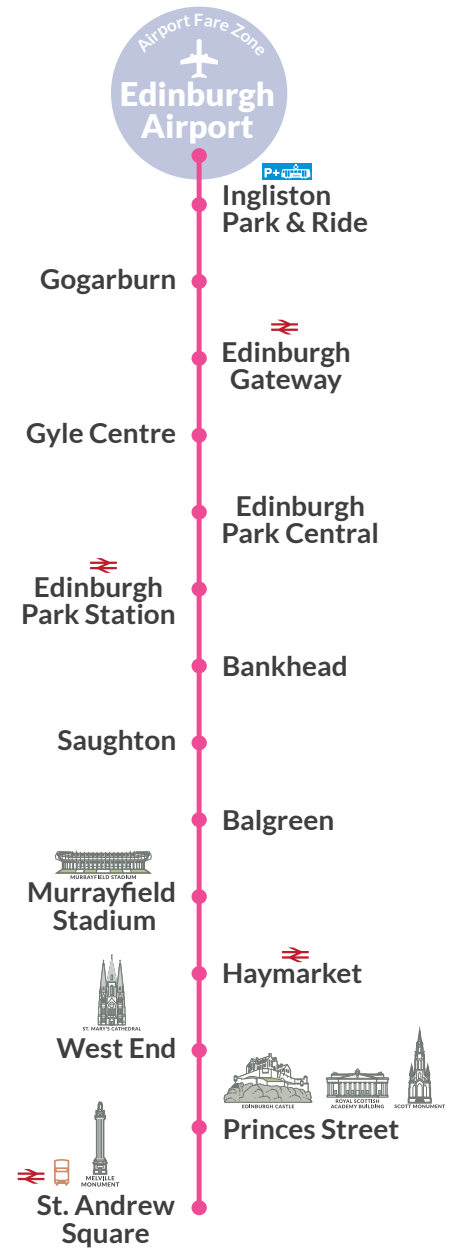 Airport Fare Zone
Edinburgh
Airport
P+
Ingliston
Park & Ride
Gogarburn
Edinburgh
Gateway
Gyle Centre
Edinburgh
Park Central
Edinburgh
Park Station
Bankhead
Saughton
Balgreen
MURRAYFIELD STADIUM
Murrayfield
Stadium
Haymarket
ST. MARY'S CATHEDRAL
West End
EDINBURGH CASTLE
ROYAL SCOTTISH
ACADEMY BUILDING
SCOTT MONUMENT
Princes Street
MELVILLE
MONUMENT
St. Andrew
Square